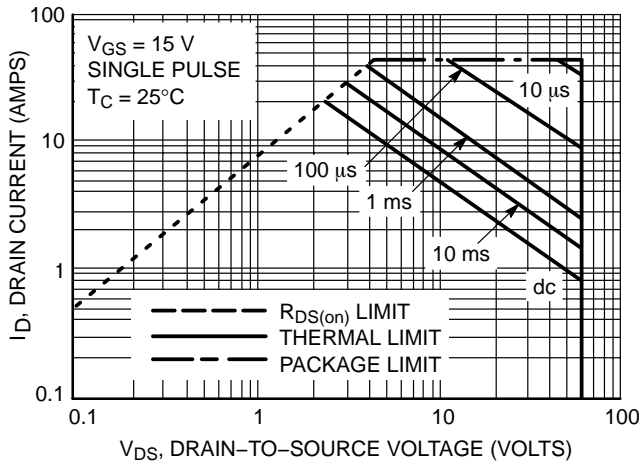 100
10
1
0.1
I_D, DRAIN CURRENT (AMPS)
V_GS = 15 V
SINGLE PULSE
T_C = 25°C
10 µs
100 µs
1 ms
10 ms
dc
R_DS(on) LIMIT
THERMAL LIMIT
PACKAGE LIMIT
0.1 1 10 100
V_DS, DRAIN−TO−SOURCE VOLTAGE (VOLTS)